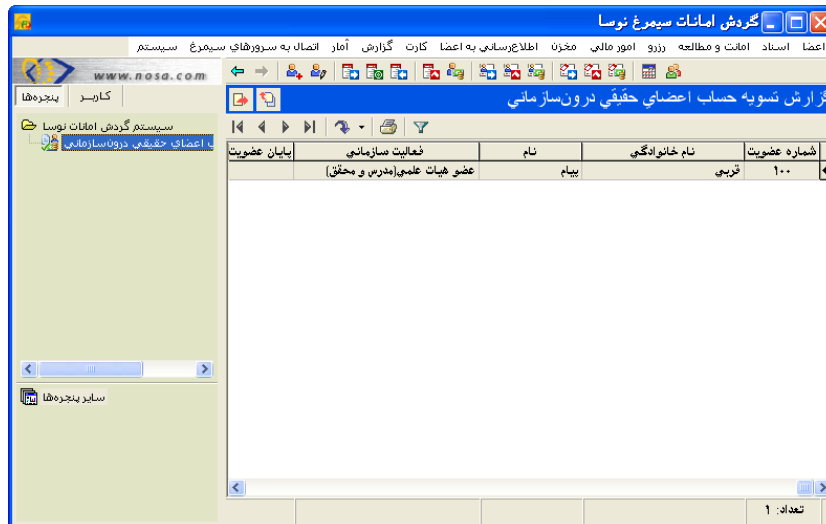 گردش امانات سيمرغ نوسا
اعضا اسناد امانت و مطالعه رزرو امور مالي مخزن اطلاع‌رساني به اعضا کارت گزارش آمار اتصال به سرورهاي سيمرغ سيستم
www.nosa.com
کاربر پنجره‌ها
گزارش تسويه حساب اعضاي حقيقي درون‌سازماني
سيستم گردش امانات نوسا
ب اعضاي حقيقي درون‌سازماني
شماره عضويت نام خانوادگي نام فعاليت سازماني پايان عضويت
۱۰۰ قربي پيام عضو هيات علمي(مدرس و محقق)
ساير پنجره‌ها
تعداد: ۱